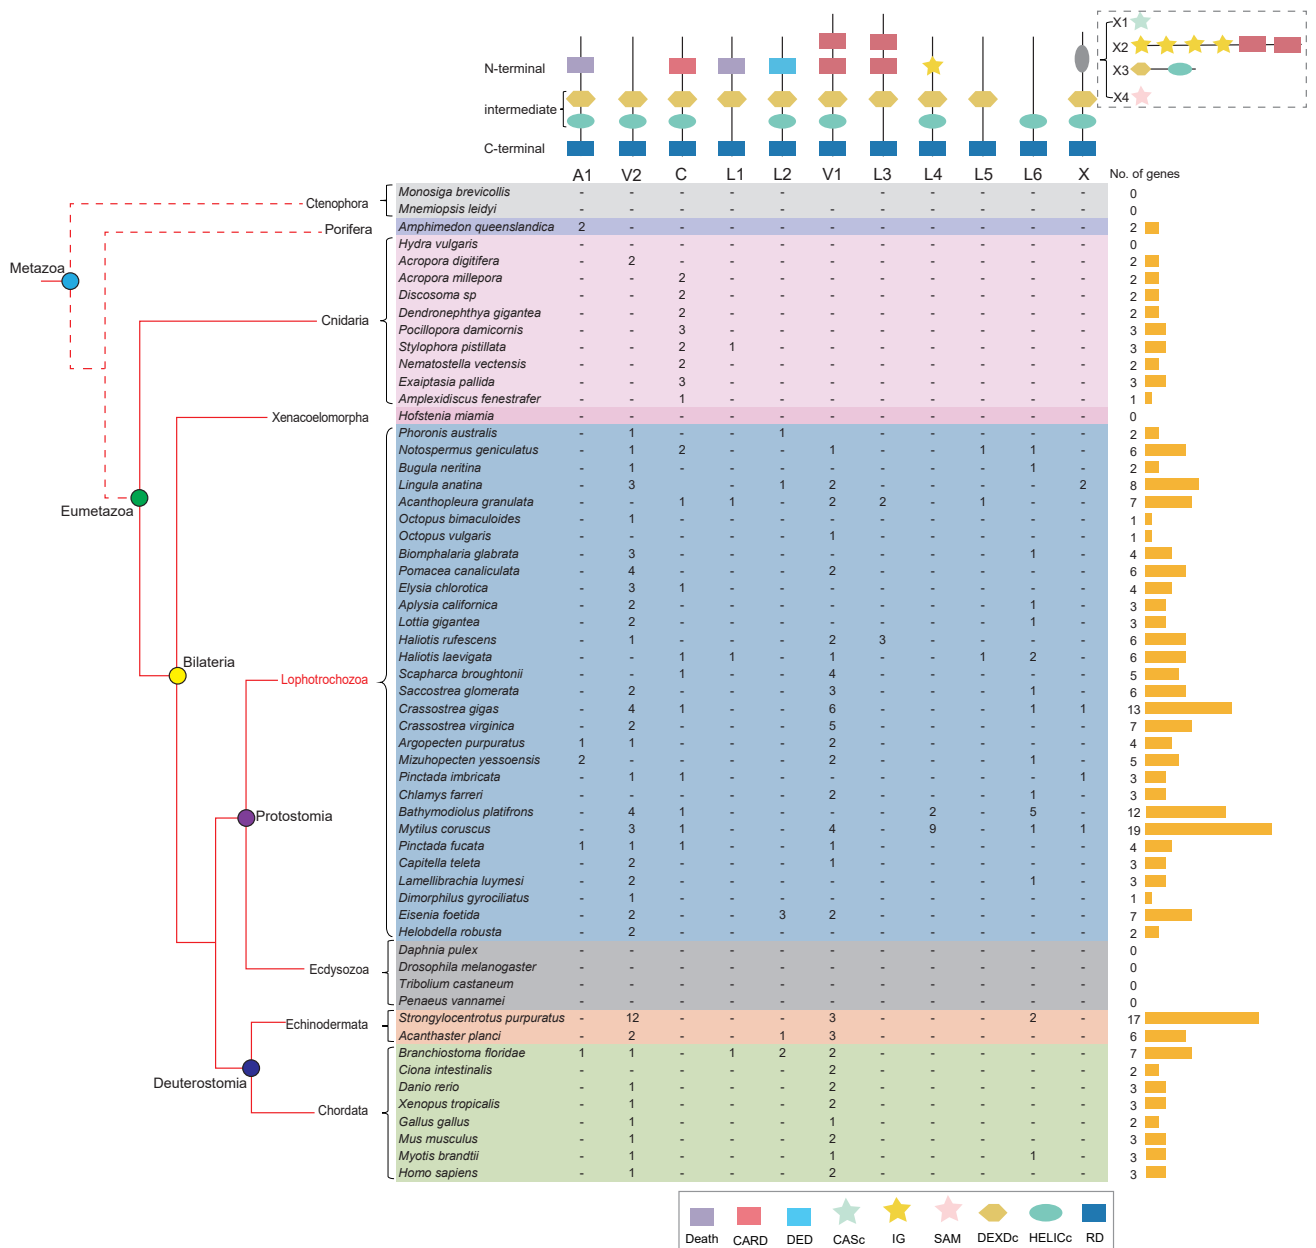 X1
X2
X3
X4
N-terminal
intermediate
C-terminal
A1 V2 C L1 L2 V1 L3 L4 L5 L6 X No. of genes
Monosiga brevicollis - - - - - - - - - - - 0
Ctenophora
Mnemiopsis leidyi - - - - - - - - - - - 0
Porifera Amphimedon queenslandica 2 - - - - - - - - - - 2
Hydra vulgaris - - - - - - - - - - - 0
Acropora digitifera - 2 - - - - - - - - - 2
Metazoa
Acropora millepora - - 2 - - - - - - - - 2
Discosoma sp - - 2 - - - - - - - - 2
Dendronephthya gigantea - - 2 - - - - - - - - 2
Cnidaria
Pocillopora damicornis - - 3 - - - - - - - - 3
Stylophora pistillata - - 2 1 - - - - - - - 3
Nematostella vectensis - - 2 - - - - - - - - 2
Exaiptasia pallida - - 3 - - - - - - - - 3
Amplexidiscus fenestrafer - - 1 - - - - - - - - 1
Xenacoelomorpha Hofstenia miamia - - - - - - - - - - - 0
Phoronis australis - 1 - - 1 - - - - - - 2
Notospermus geniculatus - 1 2 - - 1 - - 1 1 - 6
Bugula neritina - 1 - - - - - - - 1 - 2
Lingula anatina - 3 - - 1 2 - - - - 2 8
Acanthopleura granulata - - 1 1 - 2 2 - 1 - - 7
Eumetazoa
Octopus bimaculoides - 1 - - - - - - - - - 1
Octopus vulgaris - - - - - 1 - - - - - 1
Biomphalaria glabrata - 3 - - - - - - - 1 - 4
Pomacea canaliculata - 4 - - - 2 - - - - - 6
Elysia chlorotica - 3 1 - - - - - - - - 4
Aplysia californica - 2 - - - - - - - 1 - 3
Lottia gigantea - 2 - - - - - - - 1 - 3
Haliotis rufescens - 1 - - - 2 3 - - - - 6
Haliotis laevigata - - 1 1 - 1 - - 1 2 - 6
Bilateria
Scapharca broughtonii - - 1 - - 4 - - - - - 5
Lophotrochozoa
Saccostrea glomerata - 2 - - - 3 - - - 1 - 6
Crassostrea gigas - 4 1 - - 6 - - - 1 1 13
Crassostrea virginica - 2 - - - 5 - - - - - 7
Argopecten purpuratus 1 1 - - - 2 - - - - - 4
Mizuhopecten yessoensis 2 - - - - 2 - - - 1 - 5
Pinctada imbricata - 1 1 - - - - - - - 1 3
Chlamys farreri - - - - - 2 - - - 1 - 3
Bathymodiolus platifrons - 4 1 - - - - 2 - 5 - 12
Protostomia
Mytilus coruscus - 3 1 - - 4 - 9 - 1 1 19
Pinctada fucata 1 1 1 - - 1 - - - - - 4
Capitella teleta - 2 - - - 1 - - - - - 3
Lamellibrachia luymesi - 2 - - - - - - - 1 - 3
Dimorphilus gyrociliatus - 1 - - - - - - - - - 1
Eisenia foetida - 2 - - 3 2 - - - - - 7
Helobdella robusta - 2 - - - - - - - - - 2
Daphnia pulex - - - - - - - - - - - 0
Ecdysozoa Drosophila melanogaster - - - - - - - - - - - 0
Tribolium castaneum - - - - - - - - - - - 0
Penaeus vannamei - - - - - - - - - - - 0
Strongylocentrotus purpuratus - 12 - - - 3 - - - 2 - 17
Echinodermata
Acanthaster planci - 2 - - 1 3 - - - - - 6
Branchiostoma floridae 1 1 - 1 2 2 - - - - - 7
Ciona intestinalis - - - - - 2 - - - - - 2
Deuterostomia
Danio rerio - 1 - - - 2 - - - - - 3
Xenopus tropicalis - 1 - - - 2 - - - - - 3
Chordata
Gallus gallus - 1 - - - 1 - - - - - 2
Mus musculus - 1 - - - 2 - - - - - 3
Myotis brandtii - 1 - - - 1 - - - 1 - 3
Homo sapiens - 1 - - - 2 - - - - - 3
Death CARD DED CASc IG SAM DEXDc HELICc RD